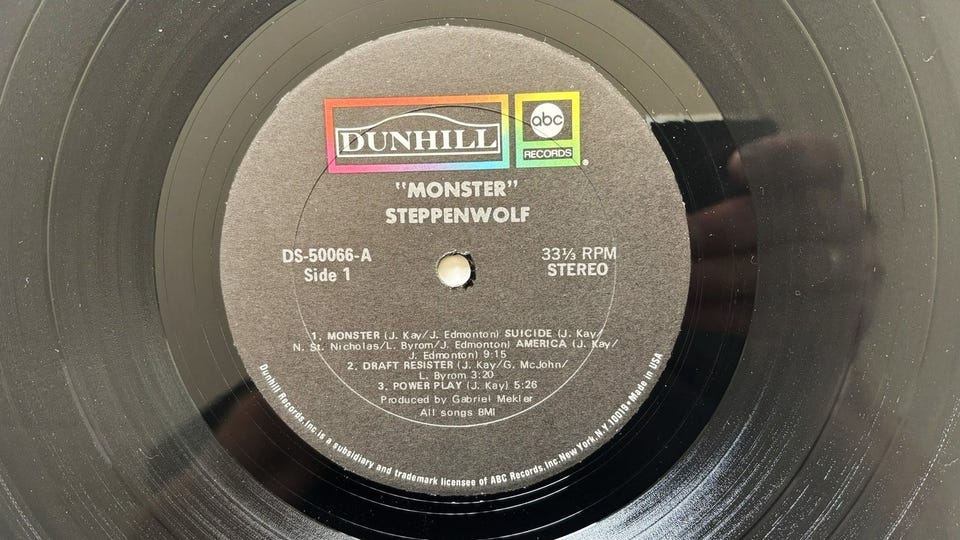 DUNHILL
abc
RECORDS®
"MONSTER"
STEPPENWOLF
DS-50066-A
Side 1
33⅓ RPM
STEREO
1. MONSTER (J. Kay/J. Edmonton) SUICIDE (J. Kay/
N. St. Nicholas/L. Byrom/J. Edmonton) AMERICA (J. Kay/
J. Edmonton) 9:15
2. DRAFT RESISTER (J. Kay/G. McJohn/
L. Byrom 3:20
3. POWER PLAY (J. Kay) 5:26
Produced by Gabriel Mekler
All songs BMI
Dunhill Records,Inc is a subsidiary and trademark licensee of ABC Records,Inc.New York,N.Y.10019•Made in USA